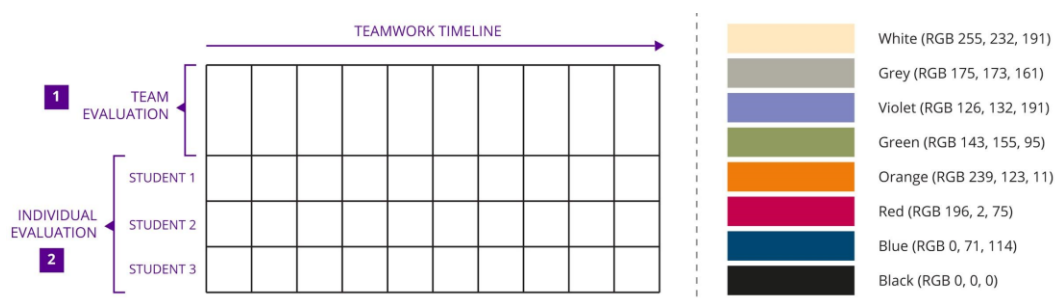 TEAMWORK TIMELINE
1
TEAM
EVALUATION
STUDENT 1
STUDENT 2
STUDENT 3
INDIVIDUAL
EVALUATION
2
White (RGB 255, 232, 191)
Grey (RGB 175, 173, 161)
Violet (RGB 126, 132, 191)
Green (RGB 143, 155, 95)
Orange (RGB 239, 123, 11)
Red (RGB 196, 2, 75)
Blue (RGB 0, 71, 114)
Black (RGB 0, 0, 0)